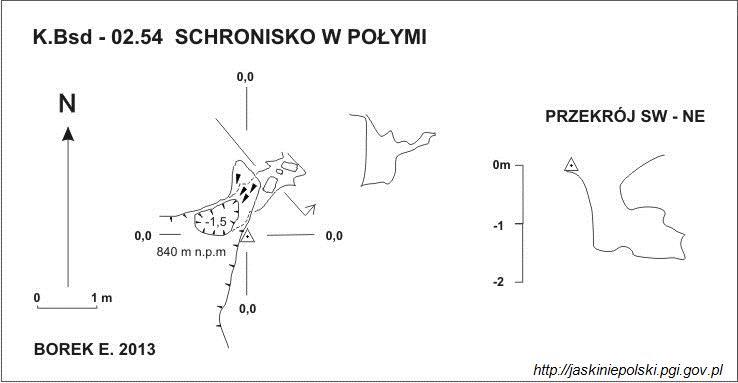 K.Bsd - 02.54 SCHRONISKO W POŁYMI
0,0
N
PRZEKRÓJ SW - NE
0m
-1,5
-1
0,0
0,0
840 m n.p.m
-2
0 1 m
0,0
BOREK E. 2013
http://jaskiniepolski.pgi.gov.pl